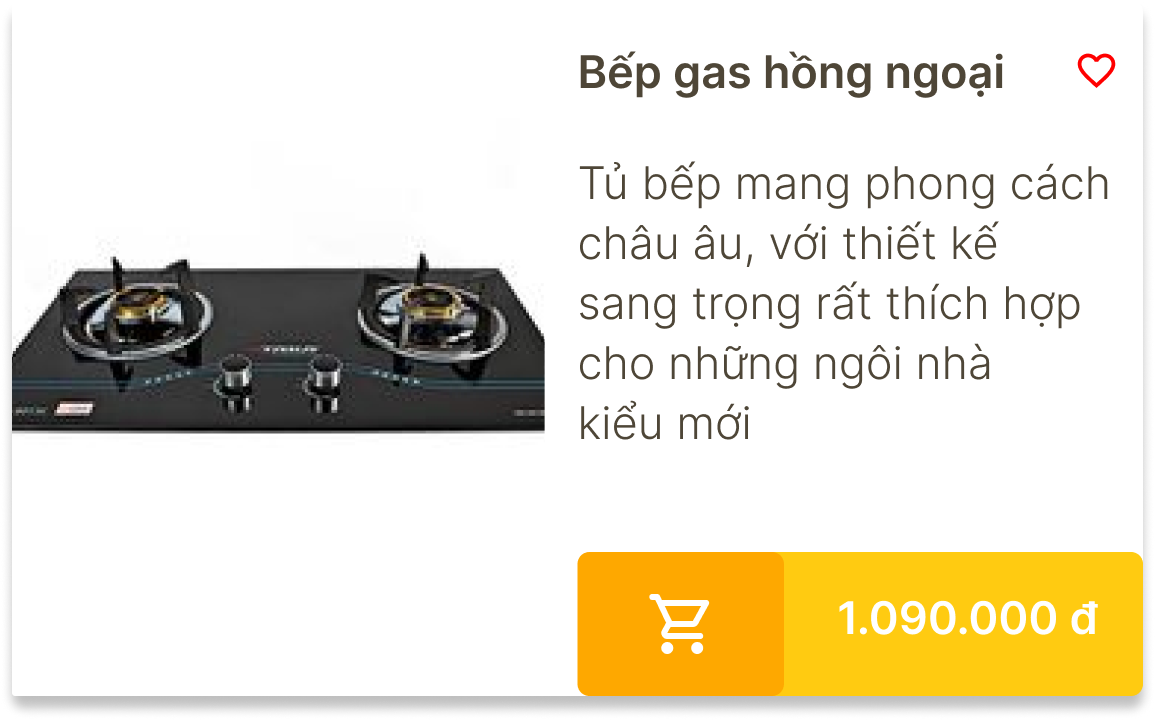 Bếp gas hồng ngoại
Tủ bếp mang phong cách
châu âu, với thiết kế
sang trọng rất thích hợp
cho những ngôi nhà
kiểu mới
1.090.000 đ